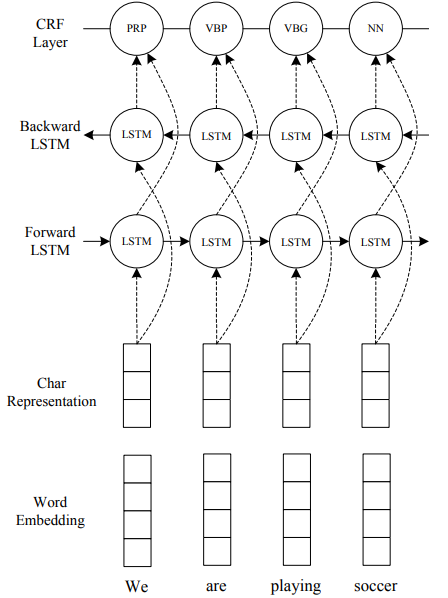 CRF
Layer
PRP VBP VBG NN
Backward
LSTM
LSTM LSTM LSTM LSTM
Forward
LSTM
LSTM LSTM LSTM LSTM
Char
Representation
Word
Embedding
We are playing soccer